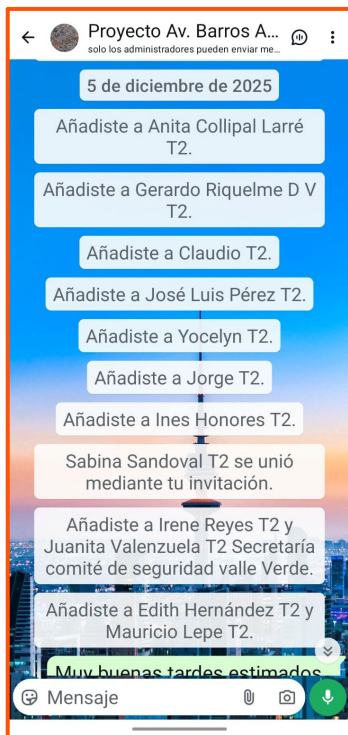 Proyecto Av. Barros A...
solo los administradores pueden enviar me...
5 de diciembre de 2025
Añadiste a Anita Collipal Larré
T2.
Añadiste a Gerardo Riquelme D V
T2.
Añadiste a Claudio T2.
Añadiste a José Luis Pérez T2.
Añadiste a Yocelyn T2.
Añadiste a Jorge T2.
Añadiste a Ines Honores T2.
Sabina Sandoval T2 se unió
mediante tu invitación.
Añadiste a Irene Reyes T2 y
Juanita Valenzuela T2 Secretaría
comité de seguridad valle Verde.
Añadiste a Edith Hernández T2 y
Mauricio Lepe T2.
Muy buenas tardes estimados
Mensaje